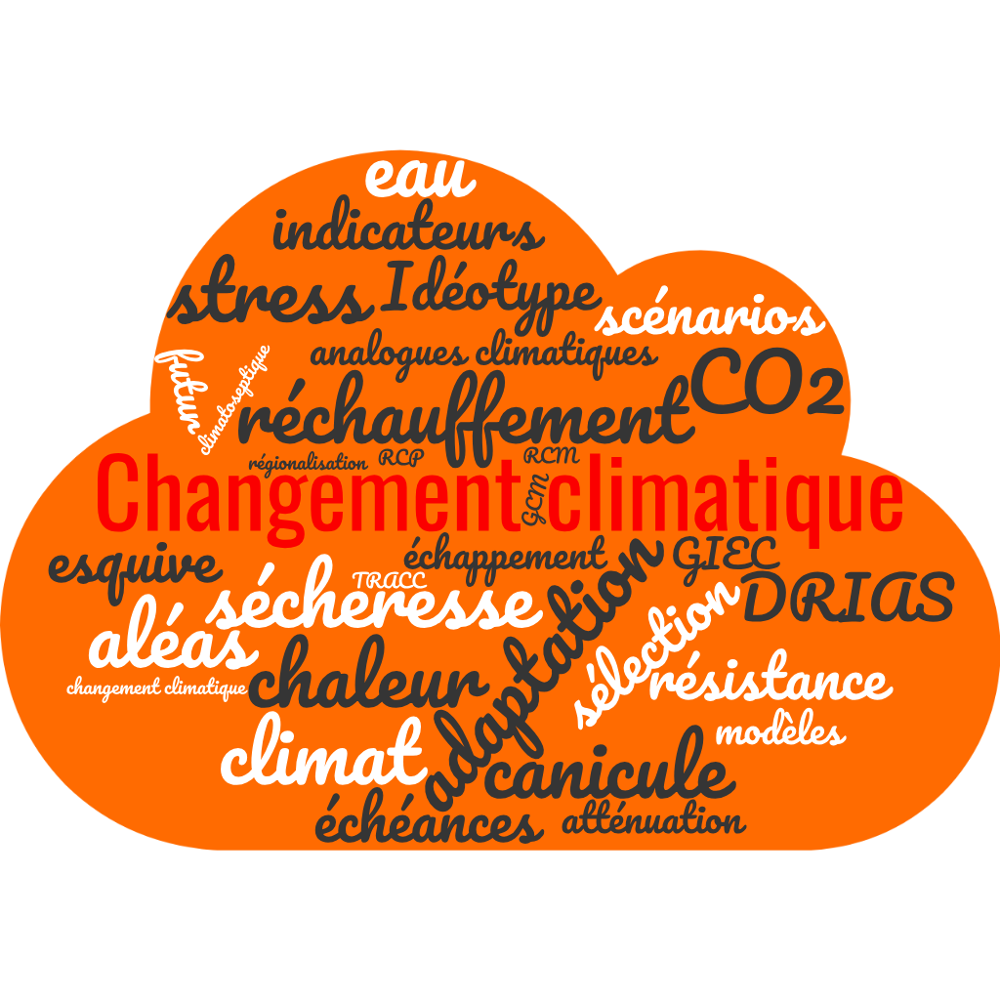 eau
indicateurs
stress
Idéotype
scénarios
analogues climatiques
futur
climatoseptique
CO2
réchauffement
régionalisation
RCP
RCM
GCM
Changement climatique
échappement
GIEC
esquive
TRACC
sécheresse
DRIAS
aléas
adaptation
sélection
chaleur
résistance
changement climatique
modèles
climat
canicule
échéances
atténuation